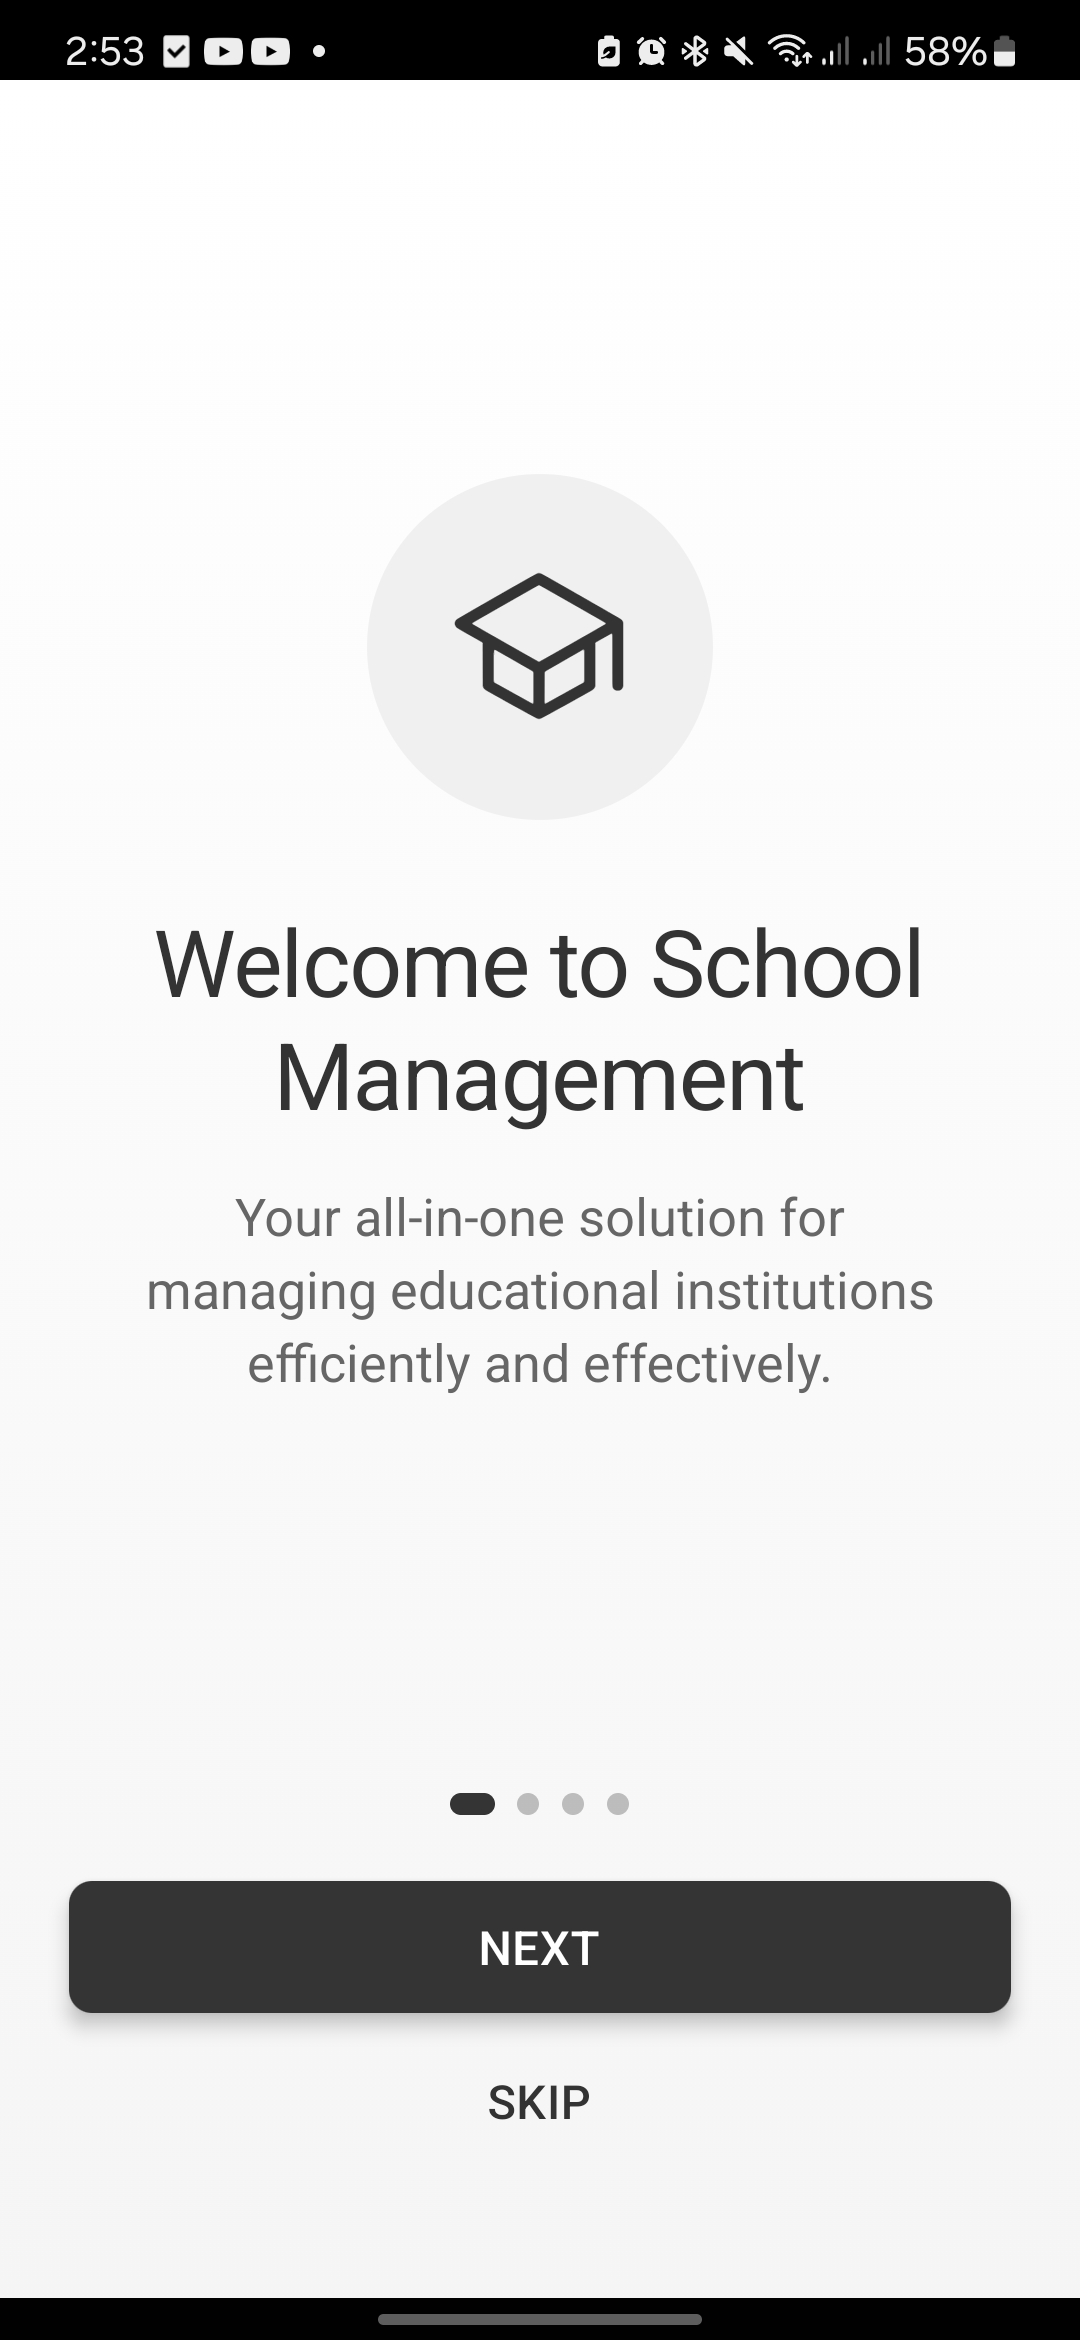 2:53 58%
Welcome to School
Management
Your all-in-one solution for
managing educational institutions
efficiently and effectively.
NEXT
SKIP